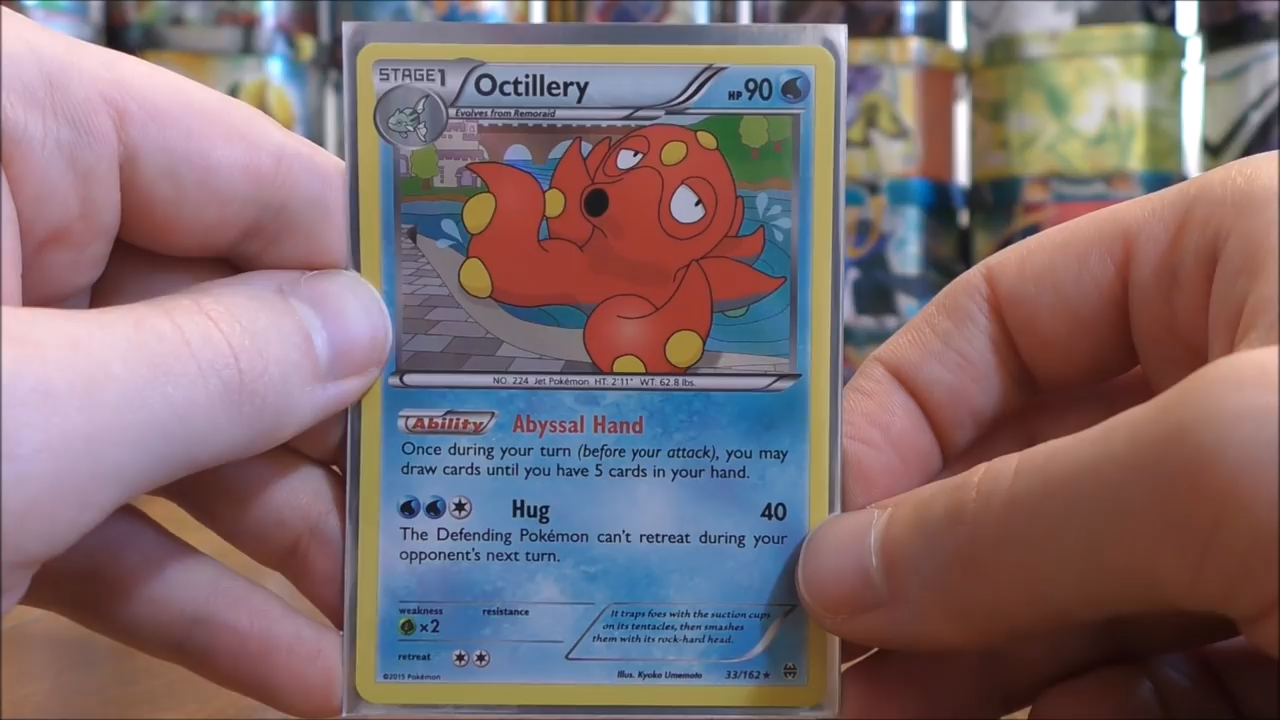 STAGE1
Octillery
HP 90
Evolves from Remoraid
NO. 224 Jet Pokémon HT: 2'11" WT: 62.8 lbs.
Ability Abyssal Hand
Once during your turn (before your attack), you may
draw cards until you have 5 cards in your hand.
Hug 40
The Defending Pokémon can't retreat during your
opponent's next turn.
weakness resistance
×2
It traps foes with the suction cups
on its tentacles, then smashes
them with its rock-hard head.
retreat
©2015 Pokémon
Illus. Kyoko Umemoto 33/162 ★